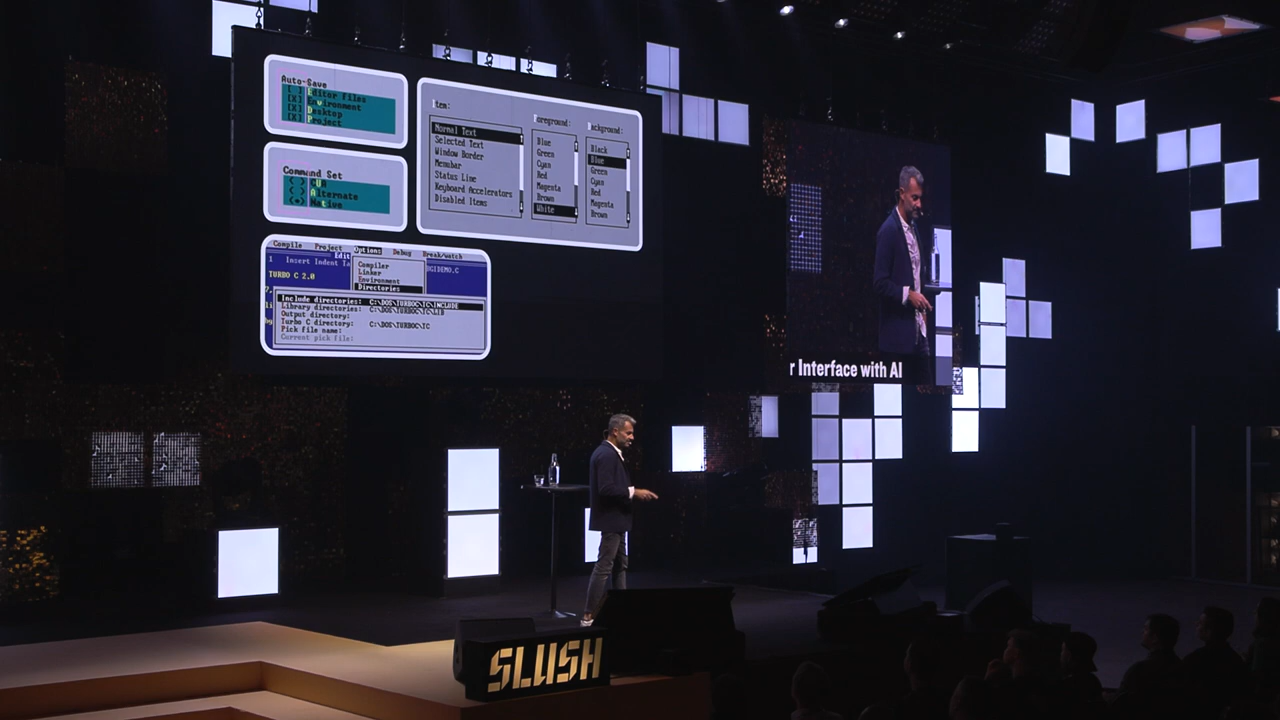 Auto-Save
[ ] Editor files
[X] Environment
[X] Desktop
[X] Project
Command Set
( ) CUA
( ) Alternate
(•) Native
Item:
Normal Text
Selected Text
Window Border
Menubar
Status Line
Keyboard Accelerators
Disabled Items
Foreground:
Blue
Green
Cyan
Red
Magenta
Brown
White
Background:
Black
Blue
Green
Cyan
Red
Magenta
Brown
Compile Project Options Debug Break/watch
Edit
1 Insert Indent Ta
TURBO C 2.0
Compiler
Linker
Environment
Directories
BGIDEMO.C
Include directories: C:\DOS\TURBOC\TC\INCLUDE
Library directories: C:\DOS\TURBOC\TC\LIB
Output directory:
Turbo C directory: C:\DOS\TURBOC\TC
Pick file name:
Current pick file:
r Interface with AI
SLUSH